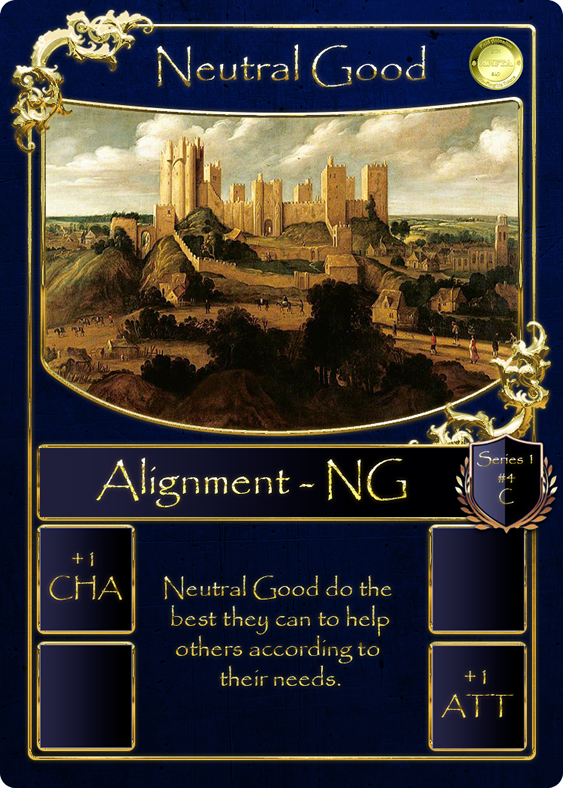 Neutral Good
Alignment - NG
Series 1
#4
C
+1
CHA
Neutral Good do the
best they can to help
others according to
their needs.
+1
ATT